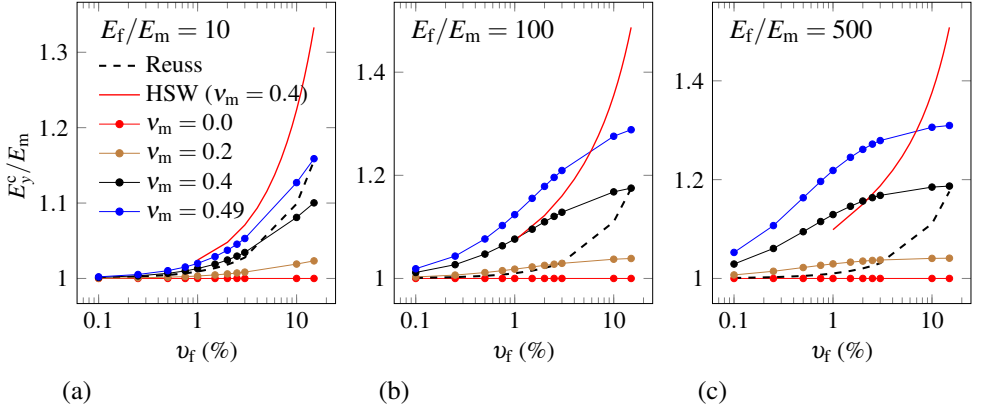 E_f/E_m = 10
Reuss
HSW (ν_m = 0.4)
ν_m = 0.0
ν_m = 0.2
ν_m = 0.4
ν_m = 0.49
1.3
1.2
1.1
1
E_y^c/E_m
0.1 1 10
υ_f (%)
(a)
E_f/E_m = 100
1.4
1.2
1
0.1 1 10
υ_f (%)
(b)
E_f/E_m = 500
1.4
1.2
1
0.1 1 10
υ_f (%)
(c)